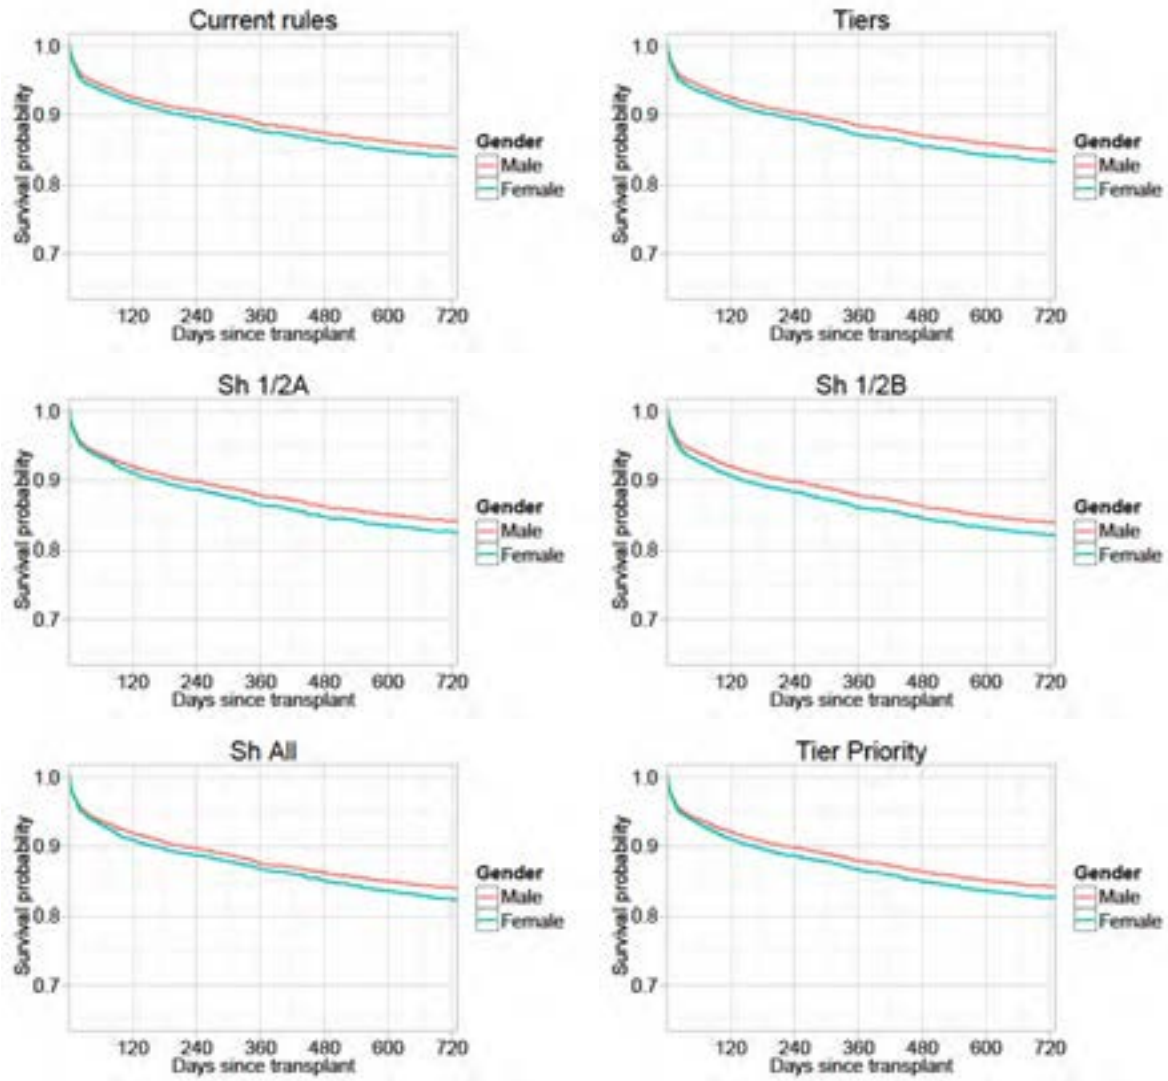 Current rules
Survival probability
1.0
0.9
0.8
0.7
120 240 360 480 600 720
Days since transplant
Gender
Male
Female
Tiers
Survival probability
1.0
0.9
0.8
0.7
120 240 360 480 600 720
Days since transplant
Gender
Male
Female
Sh 1/2A
Survival probability
1.0
0.9
0.8
0.7
120 240 360 480 600 720
Days since transplant
Gender
Male
Female
Sh 1/2B
Survival probability
1.0
0.9
0.8
0.7
120 240 360 480 600 720
Days since transplant
Gender
Male
Female
Sh All
Survival probability
1.0
0.9
0.8
0.7
120 240 360 480 600 720
Days since transplant
Gender
Male
Female
Tier Priority
Survival probability
1.0
0.9
0.8
0.7
120 240 360 480 600 720
Days since transplant
Gender
Male
Female